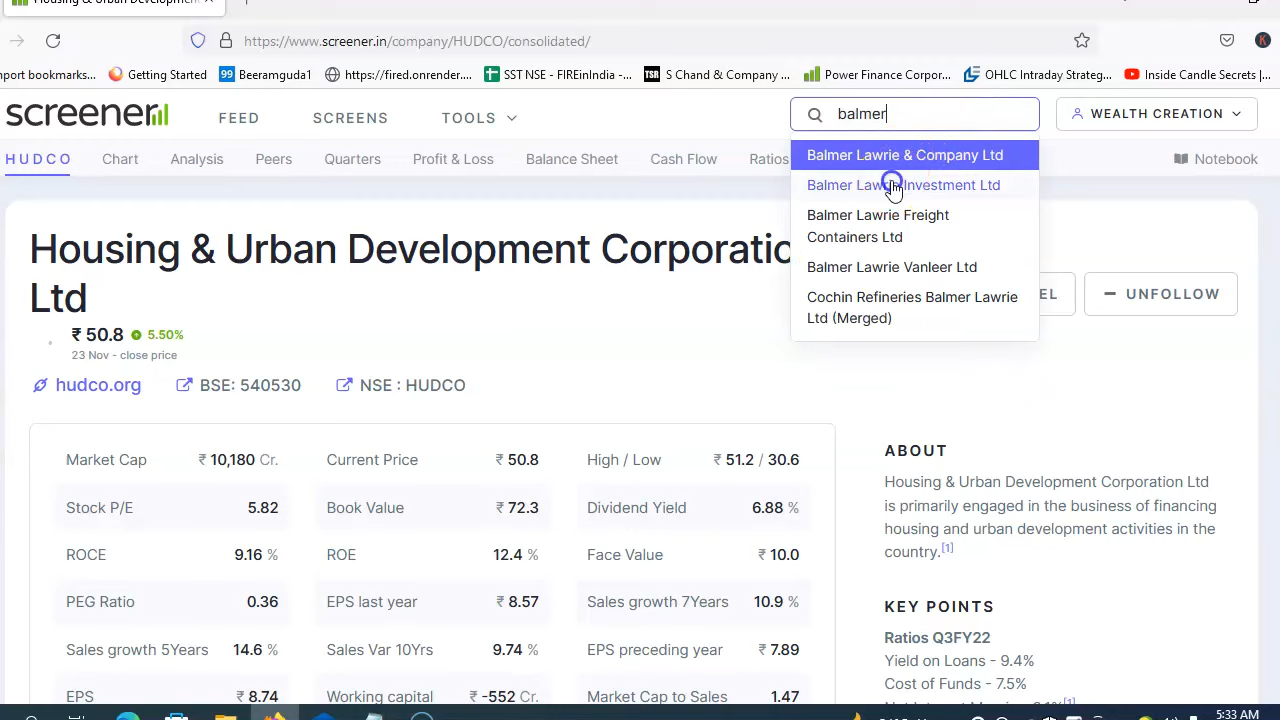 Housing & Urban Development
https://www.screener.in/company/HUDCO/consolidated/
K
port bookmarks...
Getting Started
99 Beeramguda1
https://fired.onrender....
SST NSE - FIREinIndia -...
TSR S Chand & Company ...
Power Finance Corpor...
OHLC Intraday Strateg...
Inside Candle Secrets |...
screener
FEED
SCREENS
TOOLS
balmer
WEALTH CREATION
HUDCO
Chart
Analysis
Peers
Quarters
Profit & Loss
Balance Sheet
Cash Flow
Ratios
Notebook
Balmer Lawrie & Company Ltd
Balmer Lawrie Investment Ltd
Balmer Lawrie Freight
Containers Ltd
Balmer Lawrie Vanleer Ltd
Cochin Refineries Balmer Lawrie
Ltd (Merged)
Housing & Urban Development Corporatio
Ltd
EL
UNFOLLOW
₹ 50.8 5.50%
23 Nov - close price
hudco.org
BSE: 540530
NSE : HUDCO
Market Cap ₹ 10,180 Cr.
Current Price ₹ 50.8
High / Low ₹ 51.2 / 30.6
Stock P/E 5.82
Book Value ₹ 72.3
Dividend Yield 6.88 %
ROCE 9.16 %
ROE 12.4 %
Face Value ₹ 10.0
PEG Ratio 0.36
EPS last year ₹ 8.57
Sales growth 7Years 10.9 %
Sales growth 5Years 14.6 %
Sales Var 10Yrs 9.74 %
EPS preceding year ₹ 7.89
EPS ₹ 8.74
Working capital ₹ -552 Cr.
Market Cap to Sales 1.47
ABOUT
Housing & Urban Development Corporation Ltd
is primarily engaged in the business of financing
housing and urban development activities in the
country.[1]
KEY POINTS
Ratios Q3FY22
Yield on Loans - 9.4%
Cost of Funds - 7.5%
5:33 AM